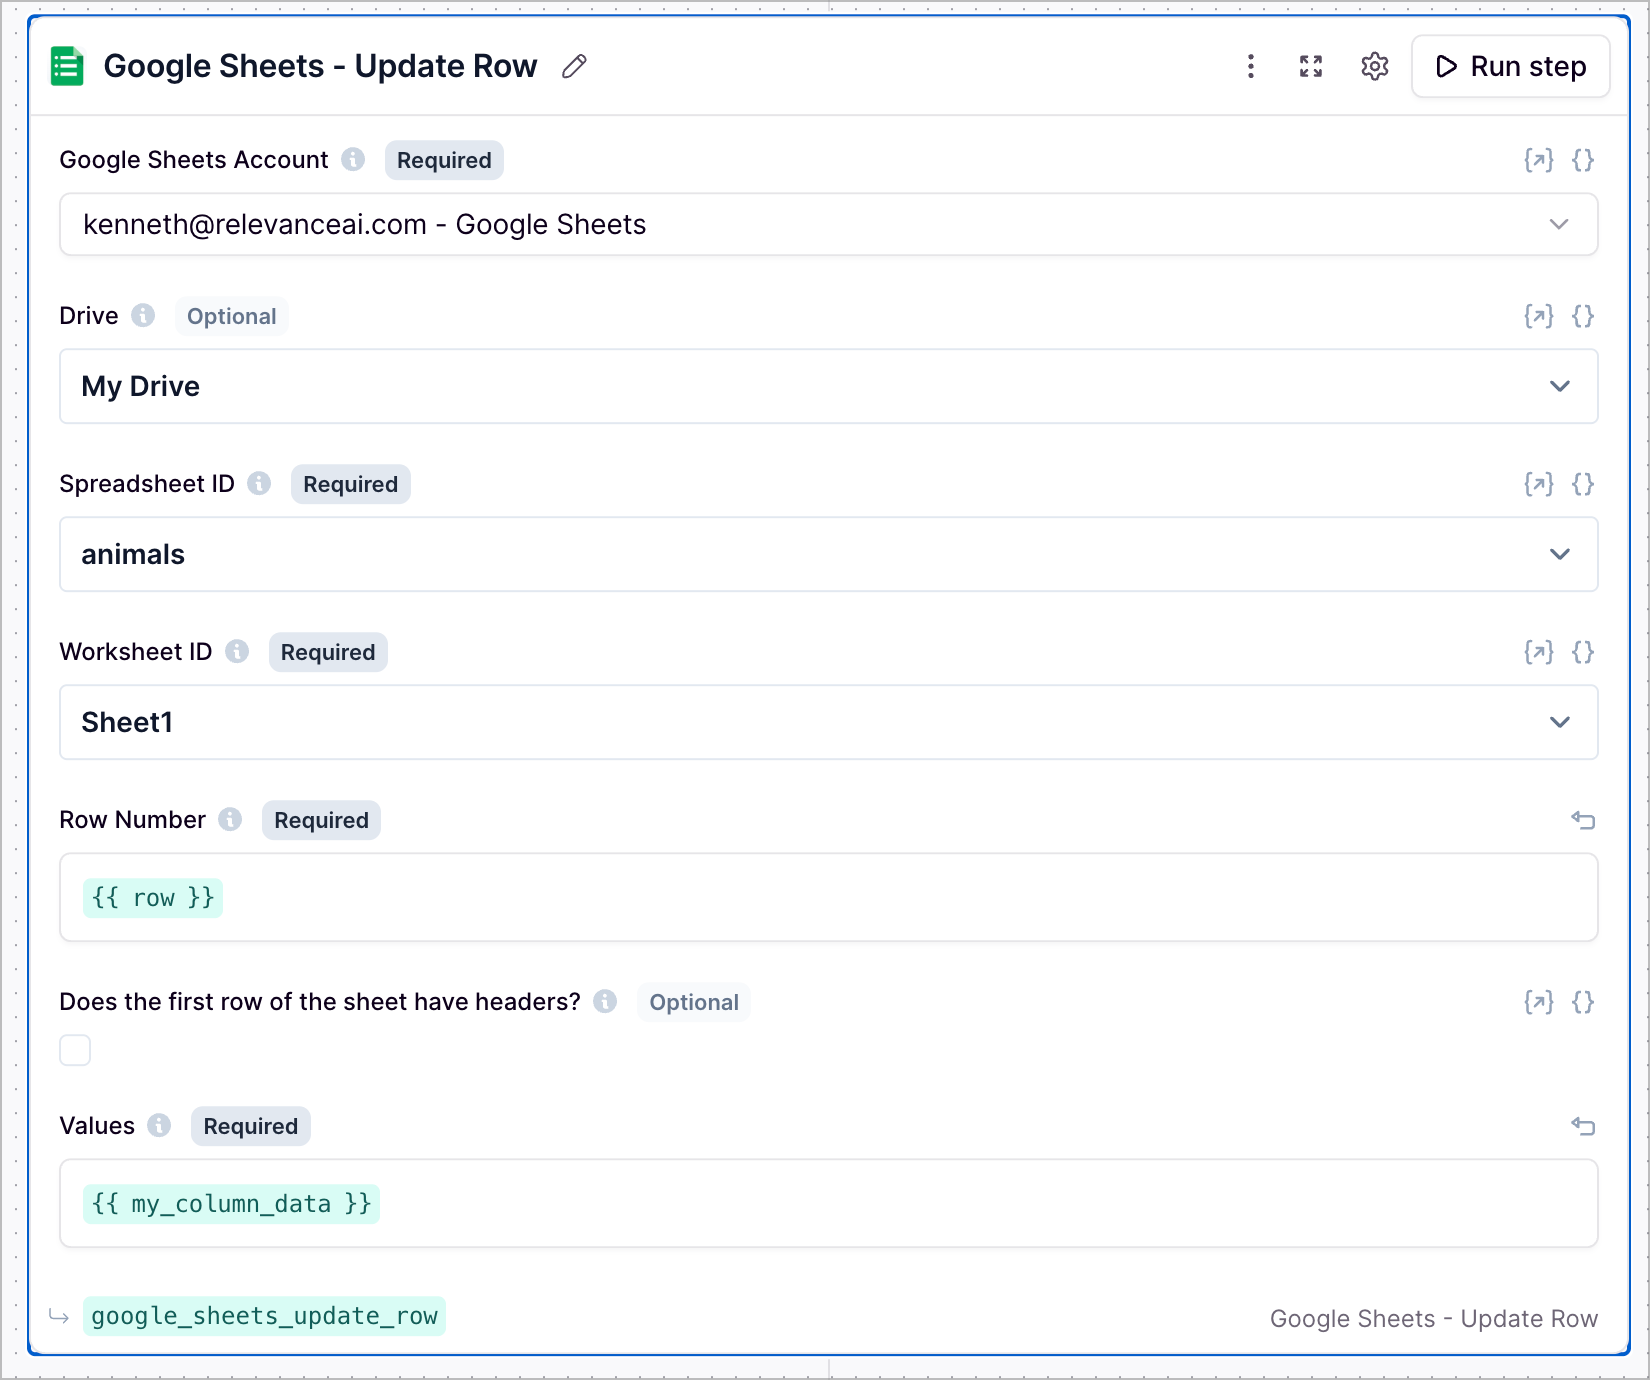 Google Sheets - Update Row
Run step
Google Sheets Account Required
kenneth@relevanceai.com - Google Sheets
Drive Optional
My Drive
Spreadsheet ID Required
animals
Worksheet ID Required
Sheet1
Row Number Required
{{ row }}
Does the first row of the sheet have headers? Optional
Values Required
{{ my_column_data }}
google_sheets_update_row
Google Sheets - Update Row